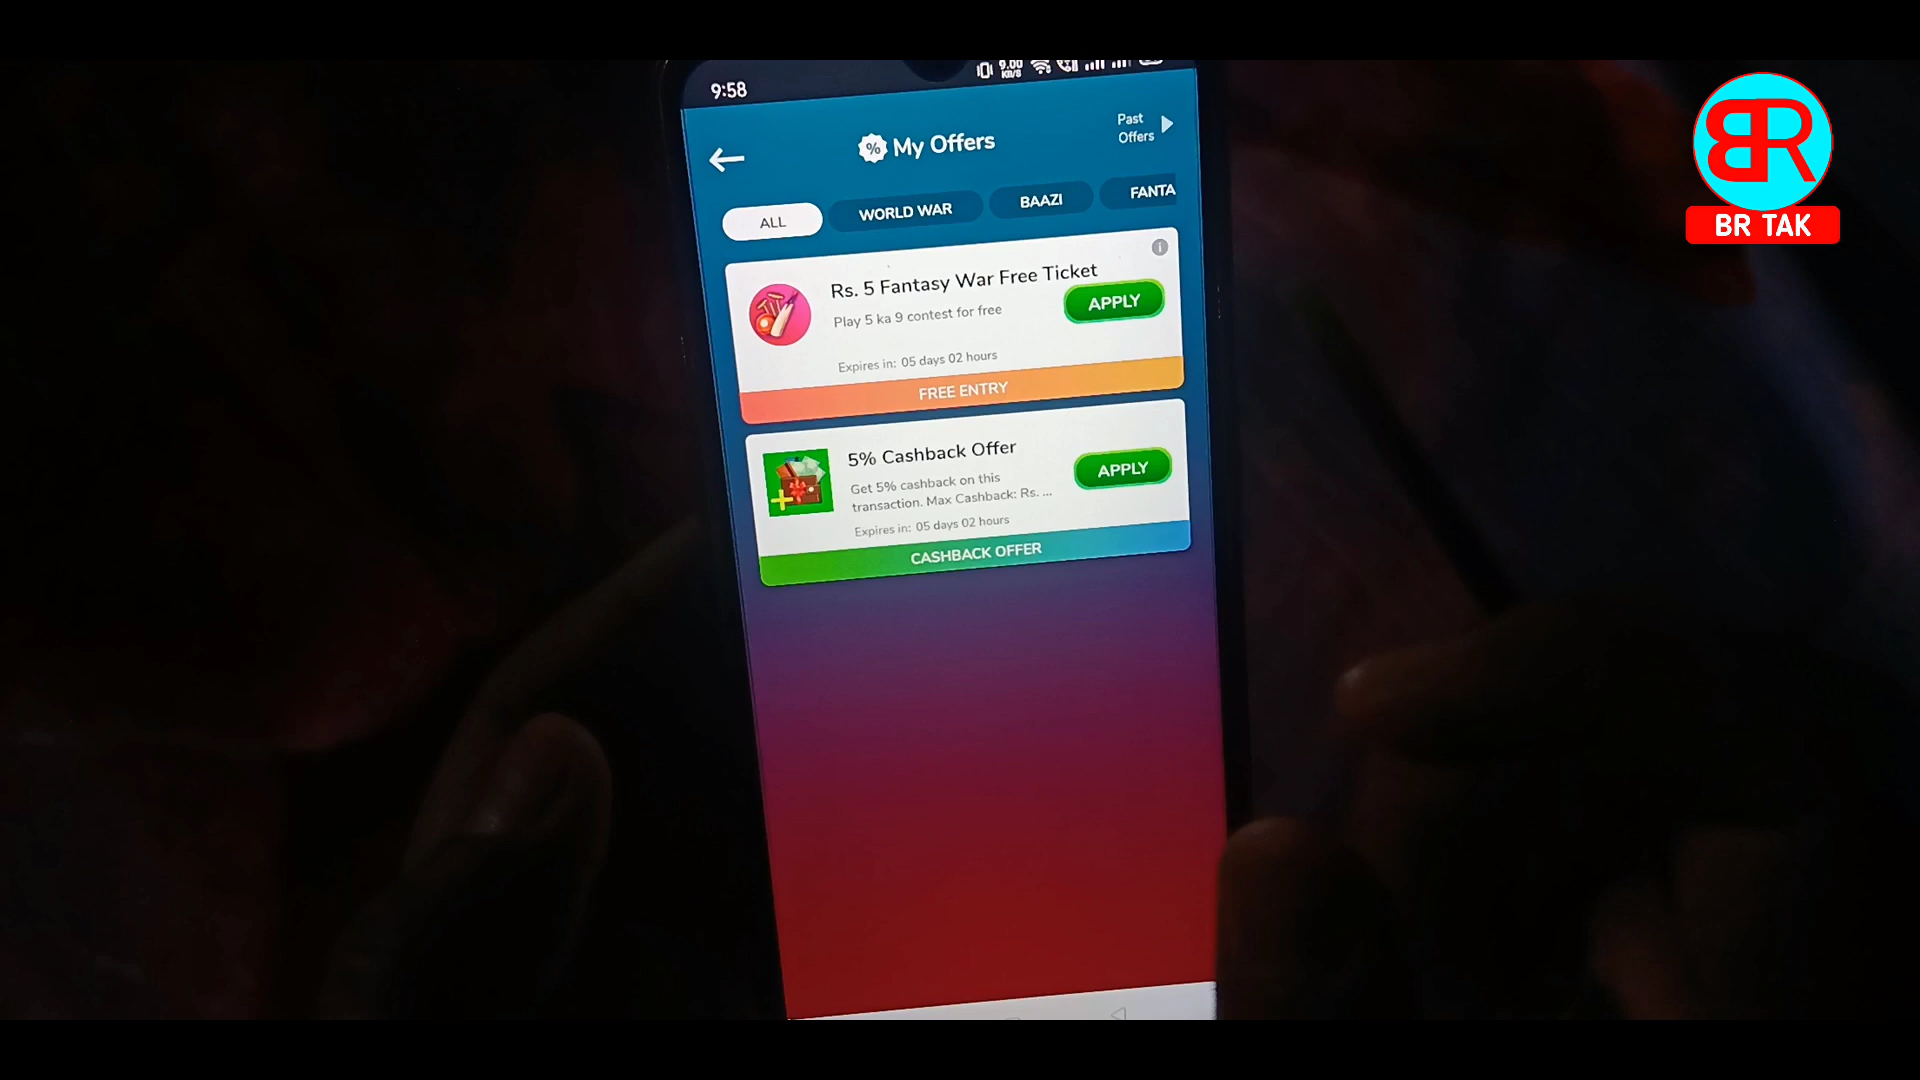 9:58
9.00
KB/S
% My Offers
Past
Offers
ALL
WORLD WAR
BAAZI
FANTA
Rs. 5 Fantasy War Free Ticket
Play 5 ka 9 contest for free
APPLY
Expires in: 05 days 02 hours
FREE ENTRY
5% Cashback Offer
Get 5% cashback on this
transaction. Max Cashback: Rs. ...
APPLY
Expires in: 05 days 02 hours
CASHBACK OFFER
BR
BR TAK